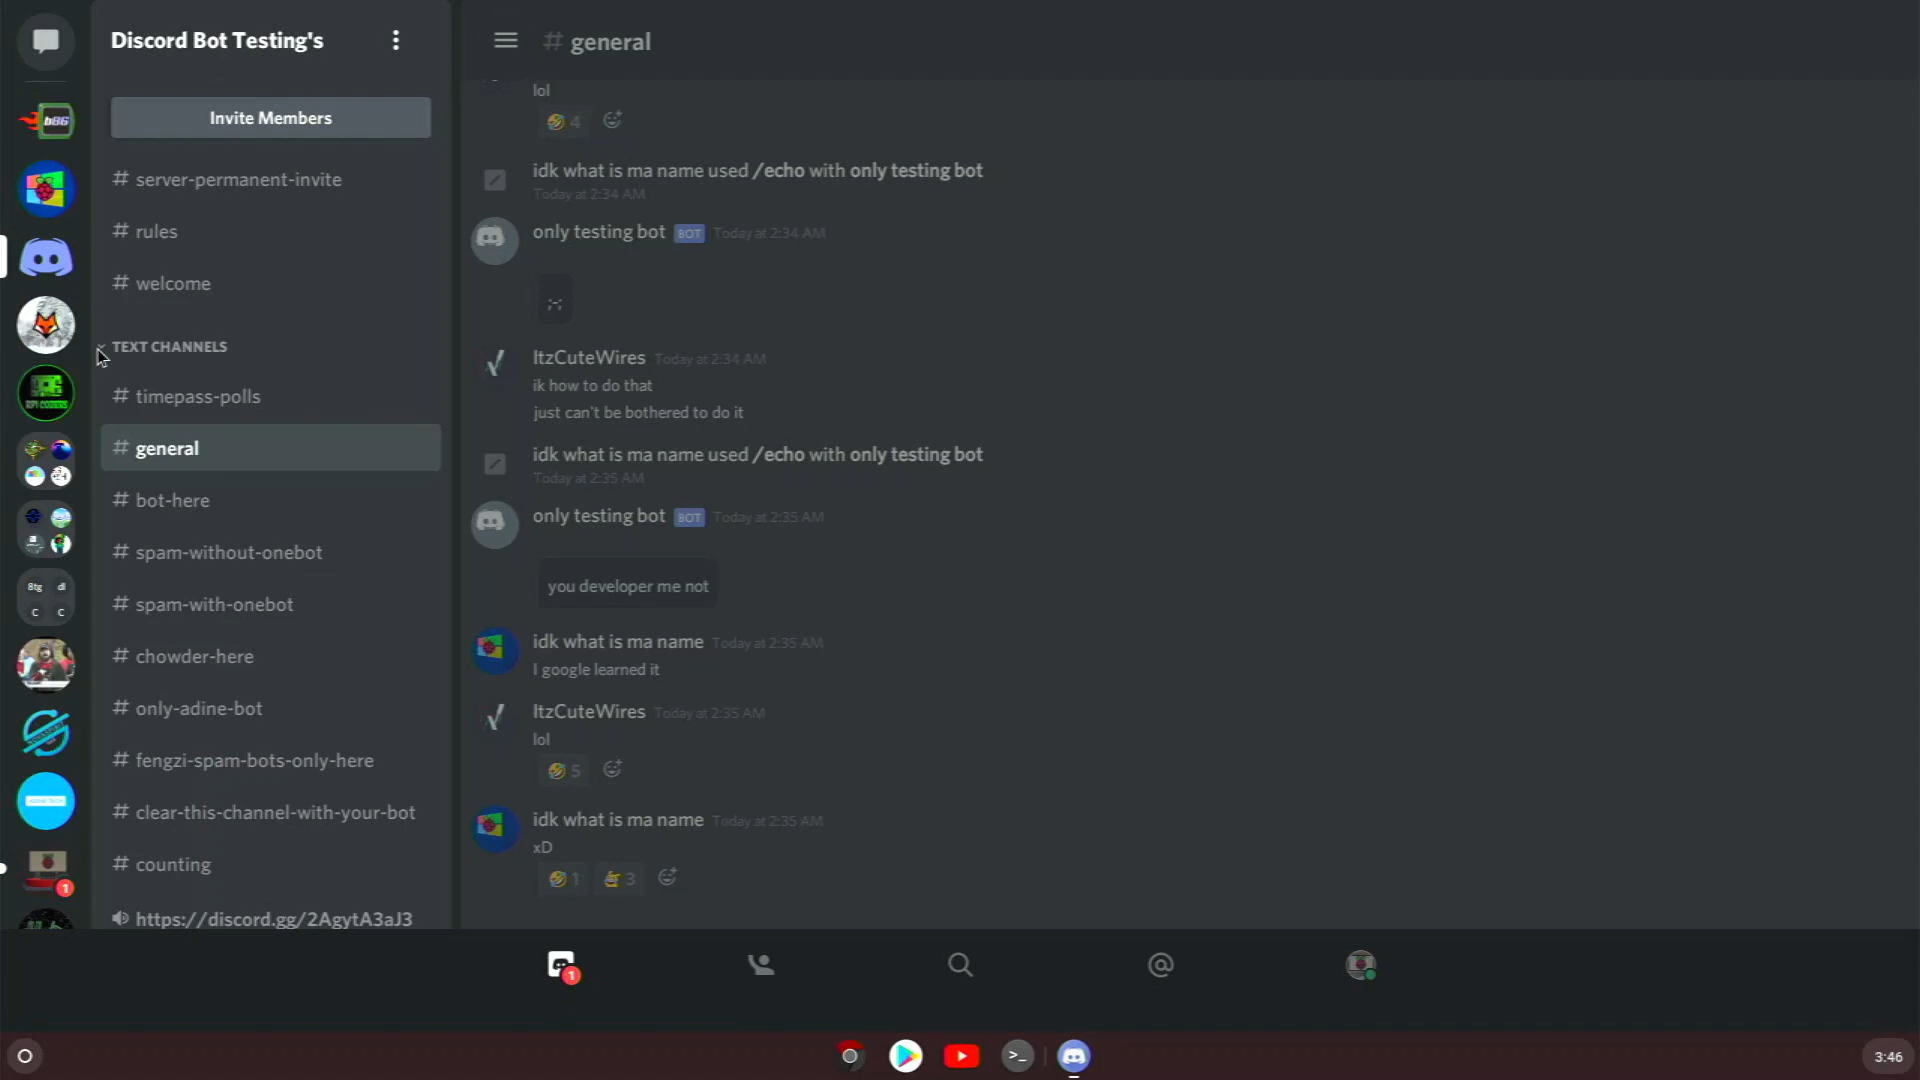 Discord Bot Testing's
Invite Members
# server-permanent-invite
# rules
# welcome
TEXT CHANNELS
# timepass-polls
# general
# bot-here
# spam-without-onebot
# spam-with-onebot
# chowder-here
# only-adine-bot
# fengzi-spam-bots-only-here
# clear-this-channel-with-your-bot
# counting
https://discord.gg/2AgytA3aJ3
b86
RPI CODERS
8tg
dl
C
C
1
# general
lol
4
idk what is ma name used /echo with only testing bot
Today at 2:34 AM
only testing bot BOT Today at 2:34 AM
;-;
ItzCuteWires Today at 2:34 AM
ik how to do that
just can't be bothered to do it
idk what is ma name used /echo with only testing bot
Today at 2:35 AM
only testing bot BOT Today at 2:35 AM
you developer me not
idk what is ma name Today at 2:35 AM
I google learned it
ItzCuteWires Today at 2:35 AM
lol
5
idk what is ma name Today at 2:35 AM
xD
1 3
1
3:46